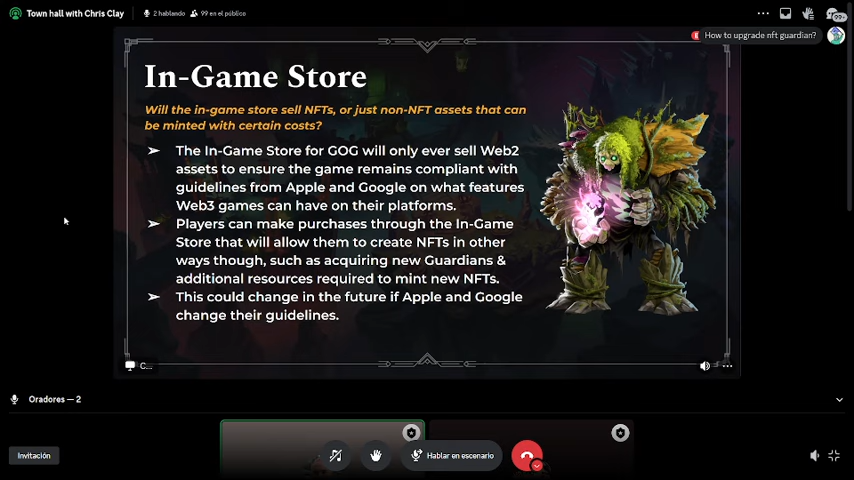 Town hall with Chris Clay
2 hablando
99 en el público
99+
How to upgrade nft guardian?
In-Game Store
Will the in-game store sell NFTs, or just non-NFT assets that can
be minted with certain costs?
➢ The In-Game Store for GOG will only ever sell Web2
assets to ensure the game remains compliant with
guidelines from Apple and Google on what features
Web3 games can have on their platforms.
➢ Players can make purchases through the In-Game
Store that will allow them to create NFTs in other
ways though, such as acquiring new Guardians &
additional resources required to mint new NFTs.
➢ This could change in the future if Apple and Google
change their guidelines.
C...
Oradores — 2
Invitación
Hablar en escenario